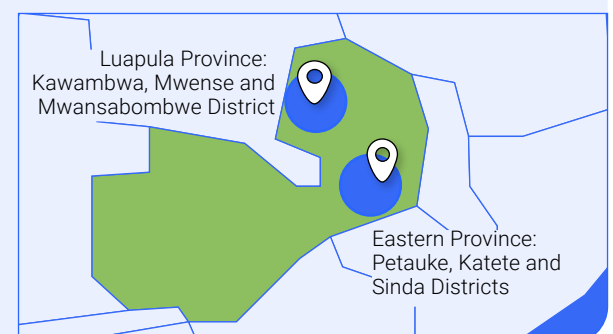 Luapula Province:
Kawambwa, Mwense and
Mwansabombwe District
Eastern Province:
Petauke, Katete and
Sinda Districts